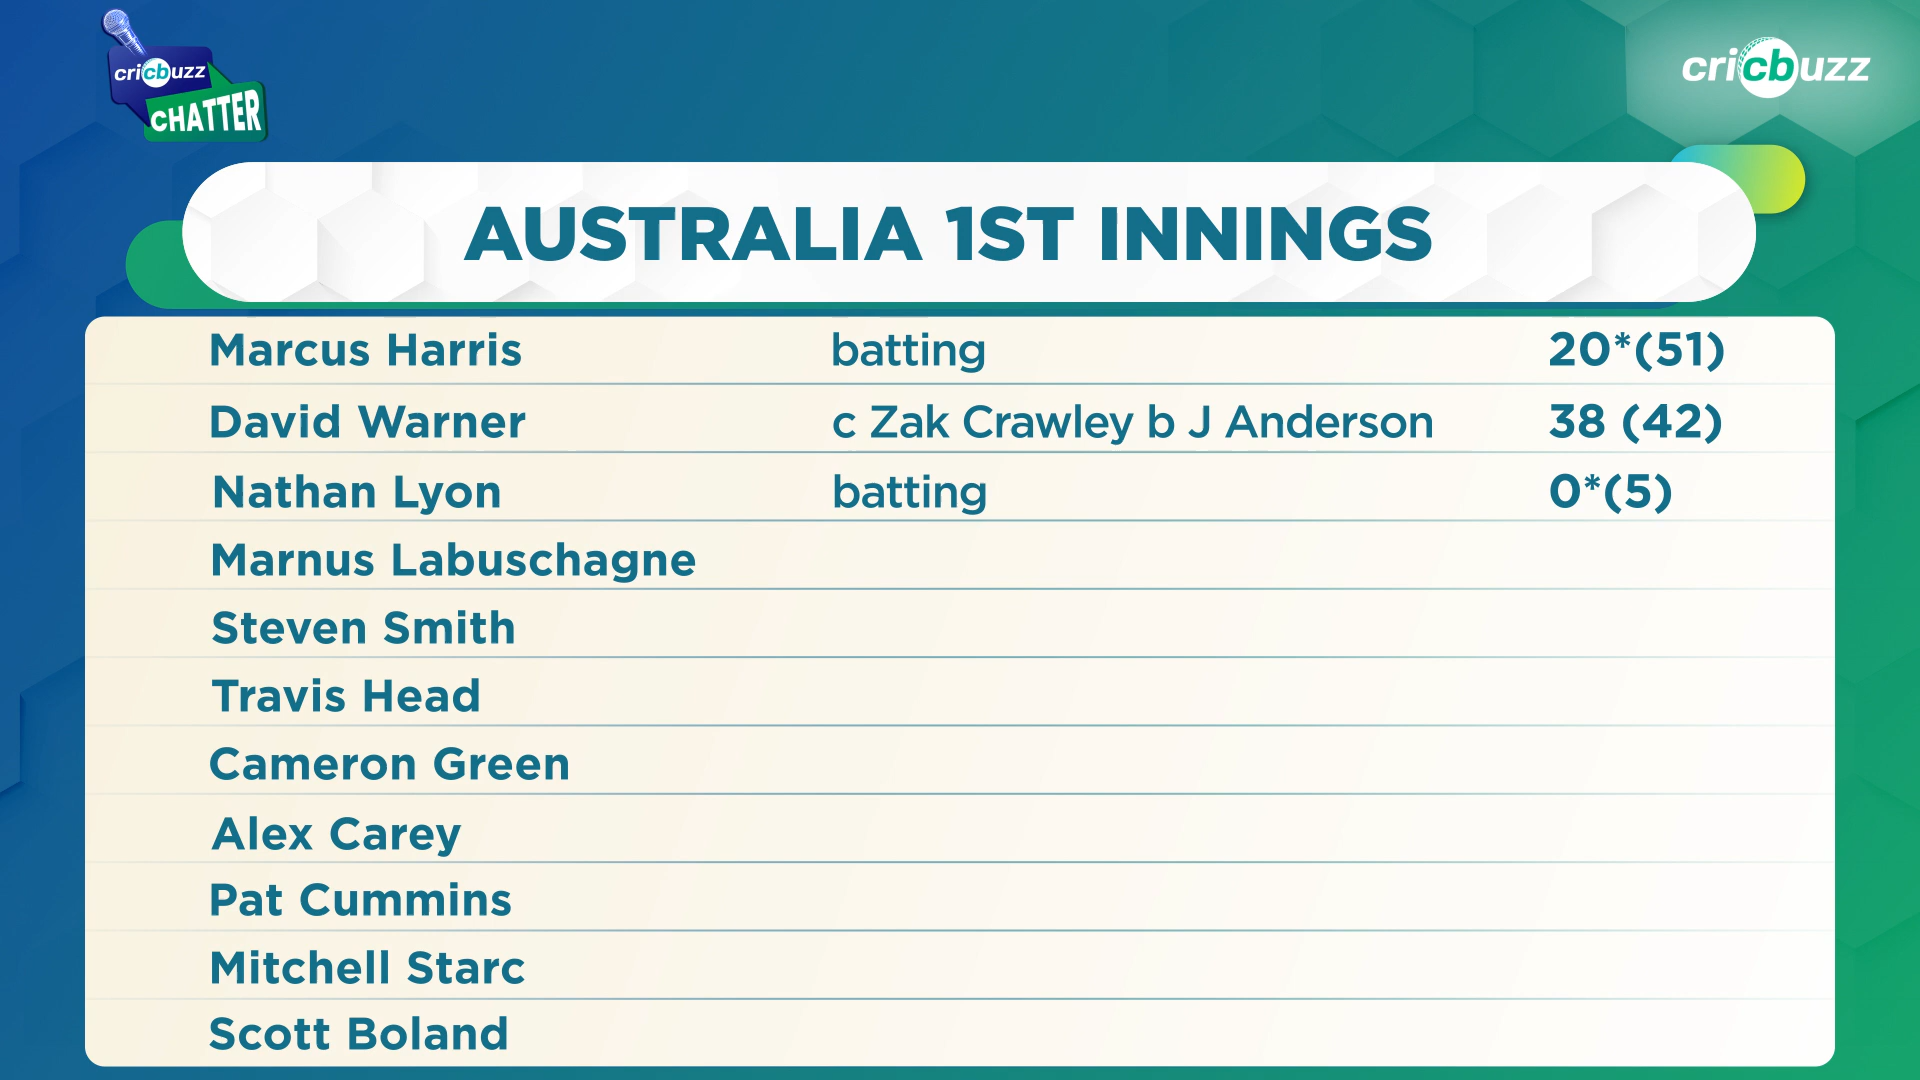 cricbuzz
CHATTER
cricbuzz
AUSTRALIA 1ST INNINGS
Marcus Harris batting 20*(51)
David Warner c Zak Crawley b J Anderson 38 (42)
Nathan Lyon batting 0*(5)
Marnus Labuschagne
Steven Smith
Travis Head
Cameron Green
Alex Carey
Pat Cummins
Mitchell Starc
Scott Boland